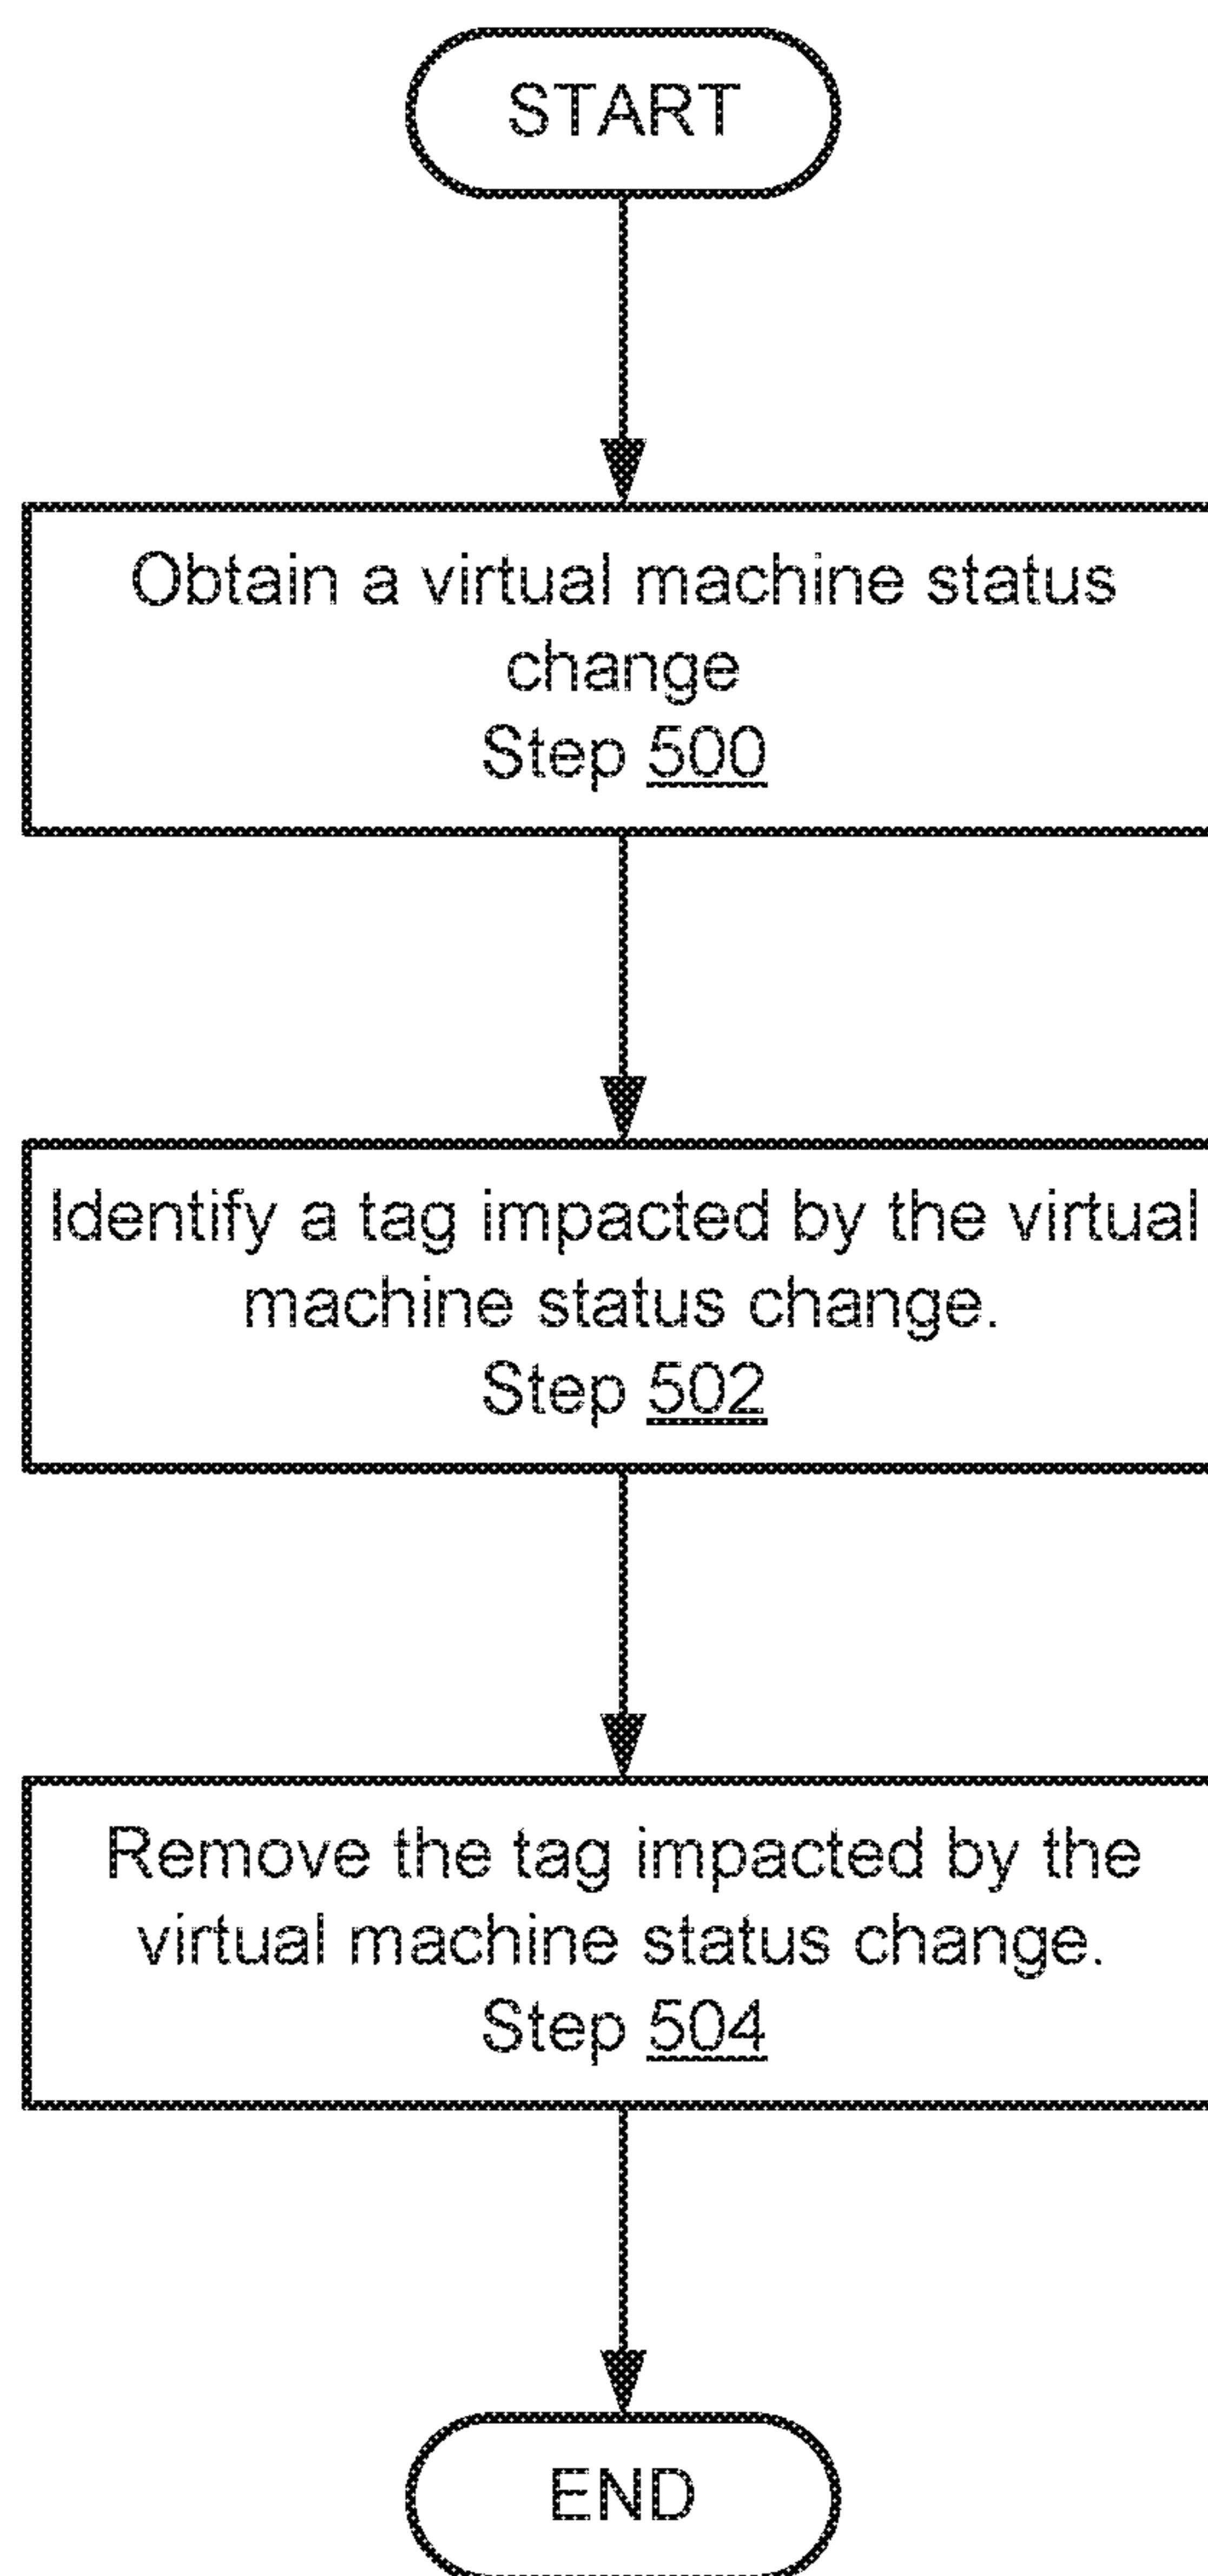 START
Obtain a virtual machine status
change
Step 500
Identify a tag impacted by the virtual
machine status change.
Step 502
Remove the tag impacted by the
virtual machine status change.
Step 504
END